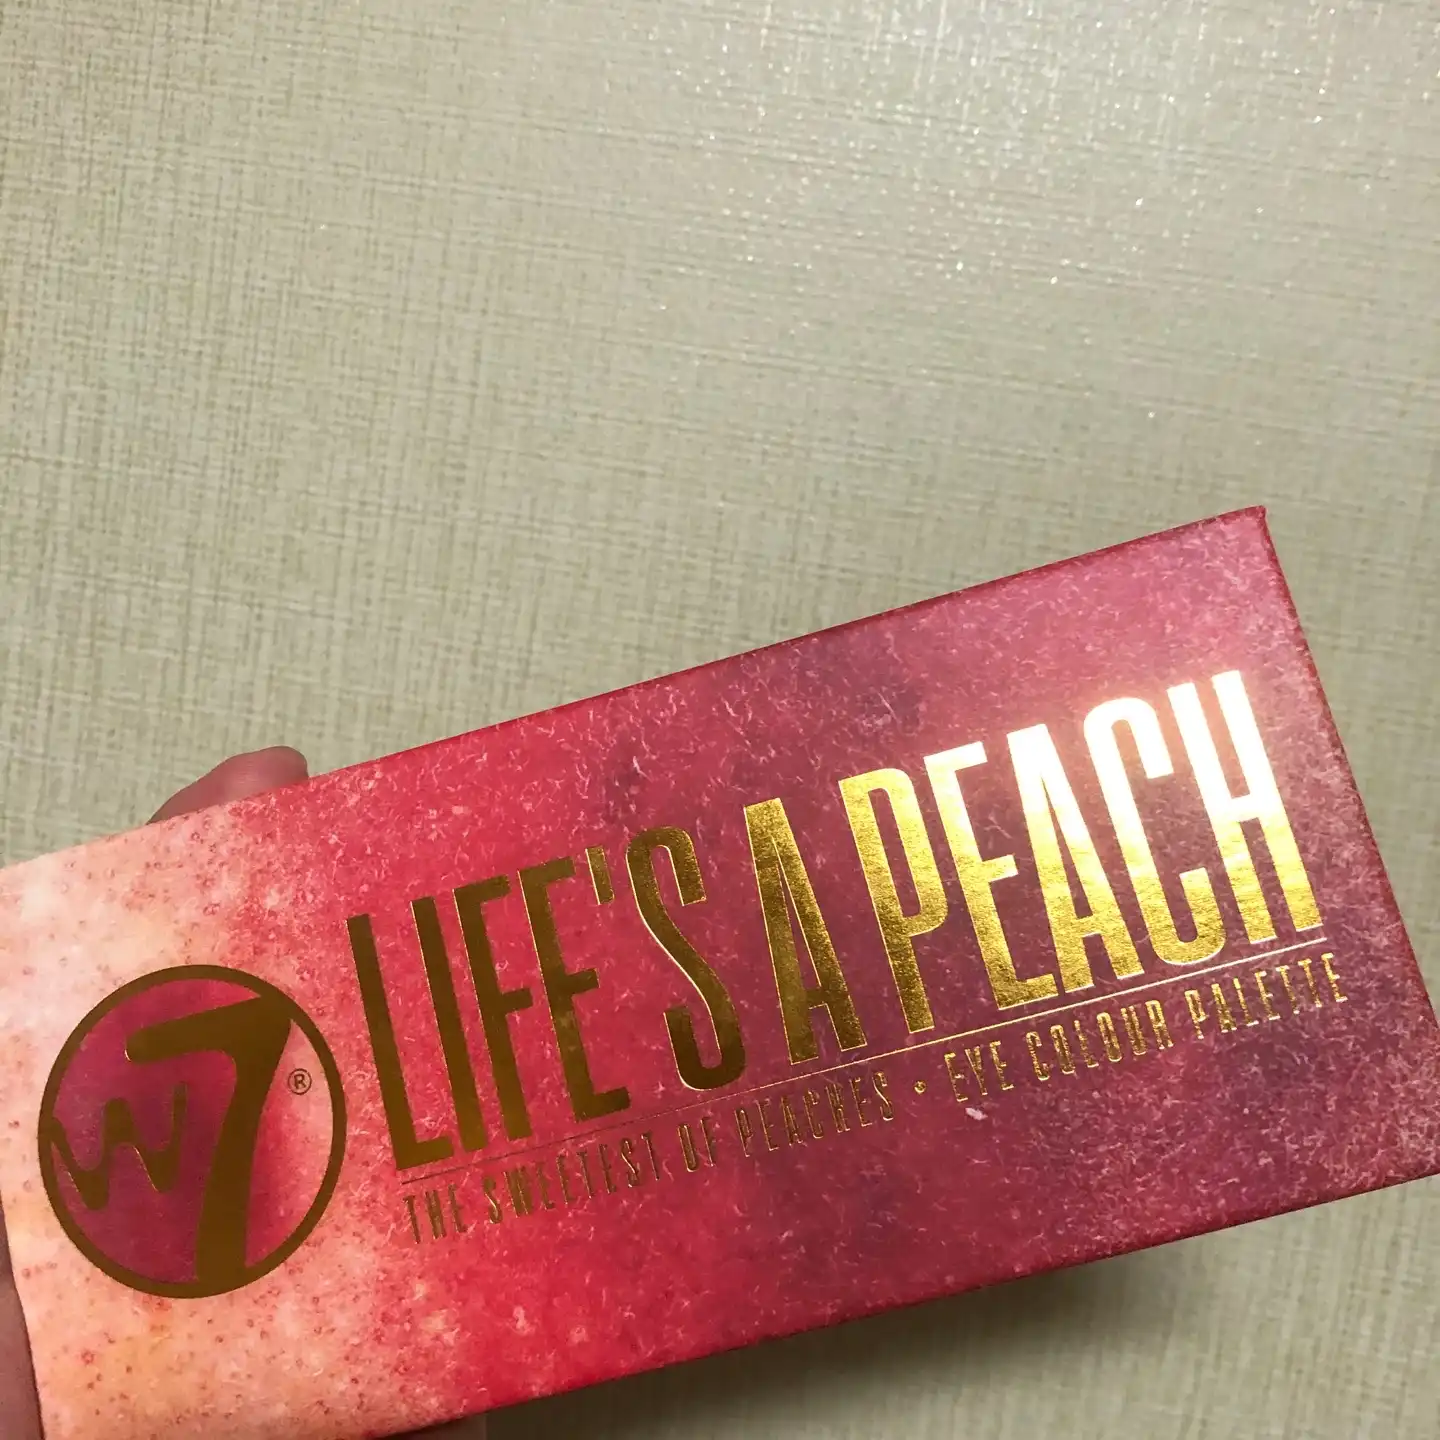 W7®
LIFE'S A PEACH
THE SWEETEST OF PEACHES • EYE COLOUR PALETTE